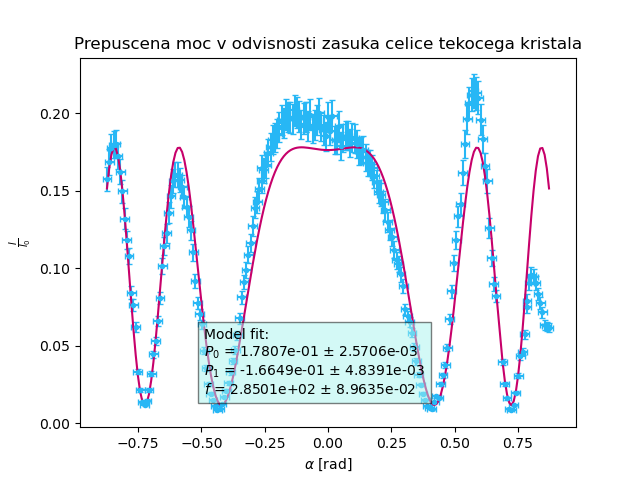 Prepuscena moc v odvisnosti zasuka celice tekocega kristala
0.20
0.15
0.10
0.05
0.00
I/I₀
Model fit:
P₀ = 1.7807e-01 ± 2.5706e-03
P₁ = -1.6649e-01 ± 4.8391e-03
f = 2.8501e+02 ± 8.9635e-02
−0.75 −0.50 −0.25 0.00 0.25 0.50 0.75
α [rad]